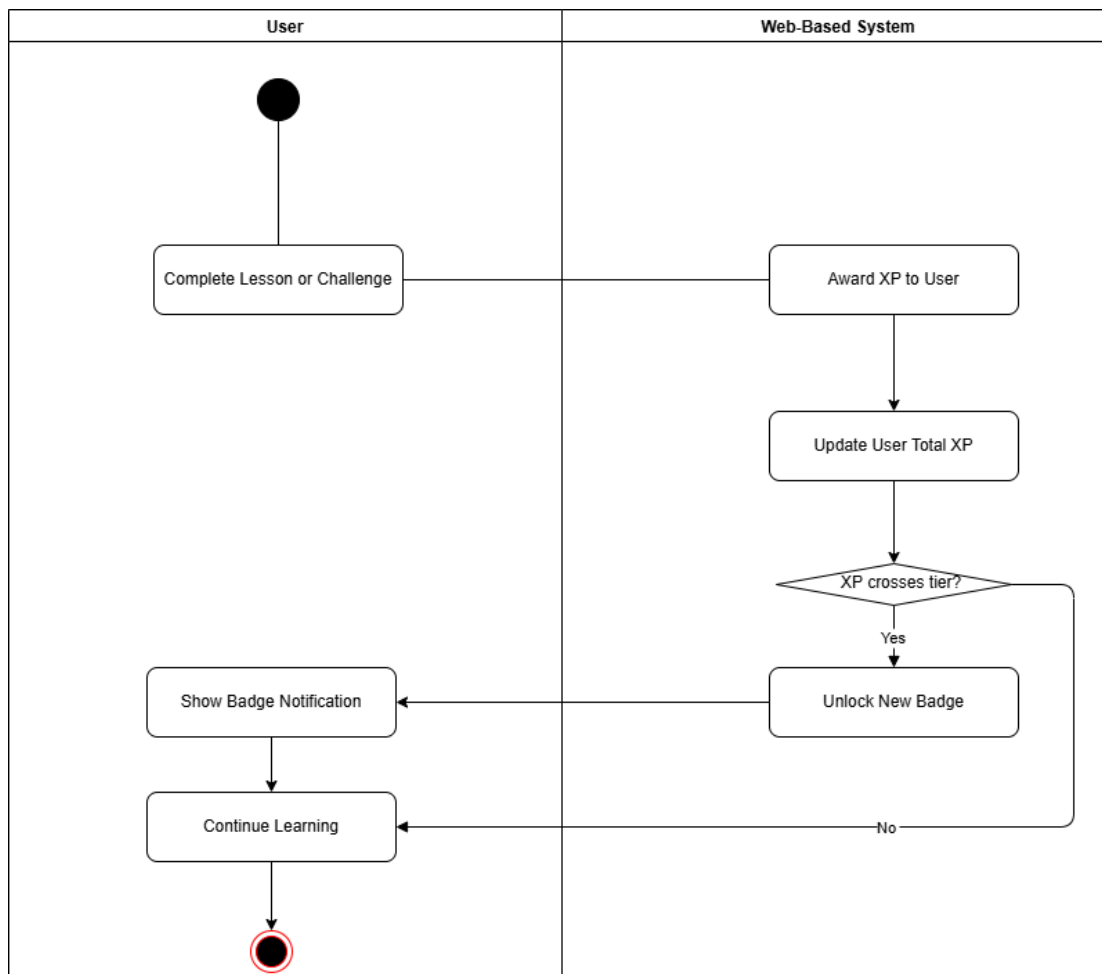 User
Web-Based System
Complete Lesson or Challenge
Award XP to User
Update User Total XP
XP crosses tier?
Yes
Show Badge Notification
Unlock New Badge
Continue Learning
No